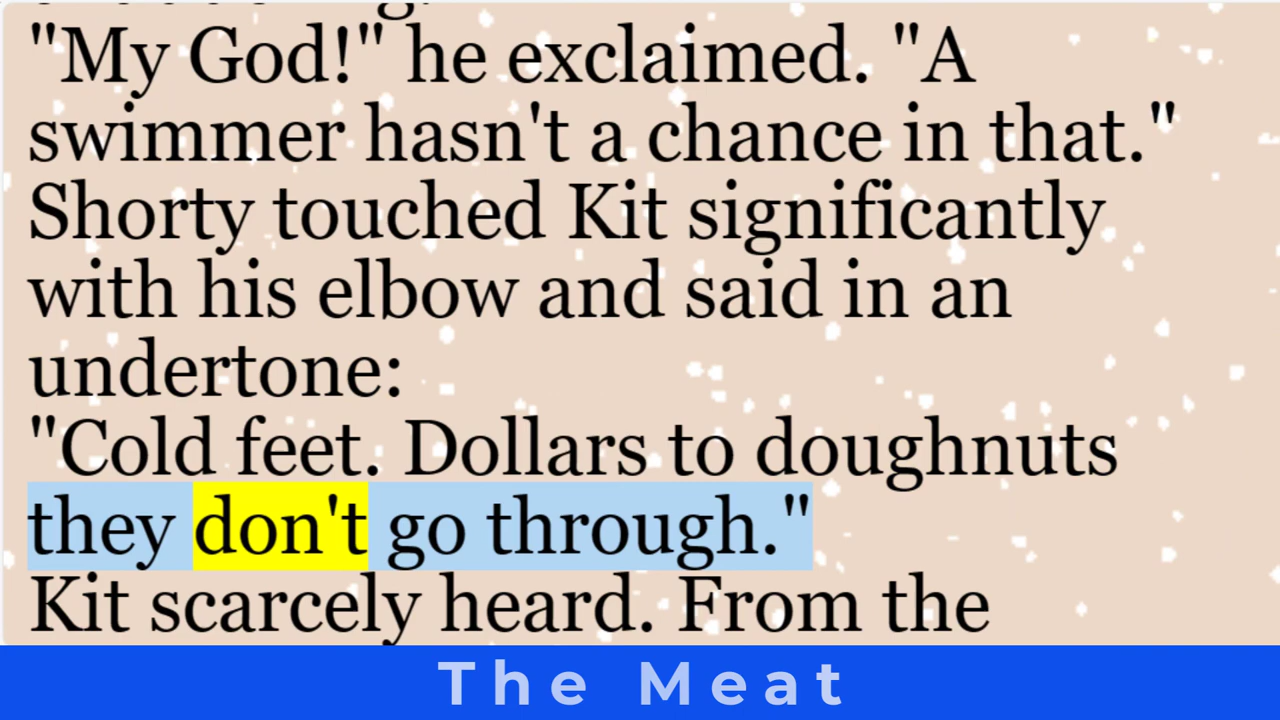 "My God!" he exclaimed. "A
swimmer hasn't a chance in that."
Shorty touched Kit significantly
with his elbow and said in an
undertone:
"Cold feet. Dollars to doughnuts
they don't go through."
Kit scarcely heard. From the
The Meat